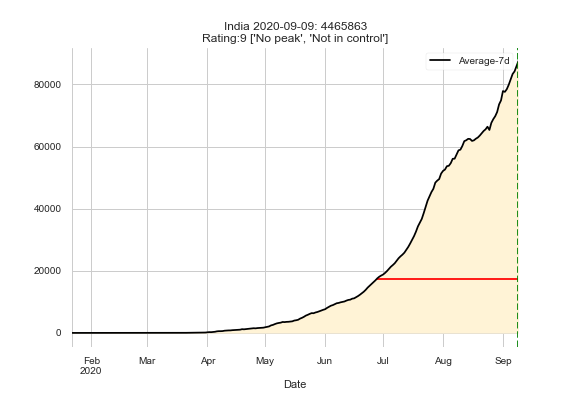 India 2020-09-09: 4465863
Rating:9 ['No peak', 'Not in control']
Average-7d
80000
60000
40000
20000
0
Feb Mar Apr May Jun Jul Aug Sep
2020
Date